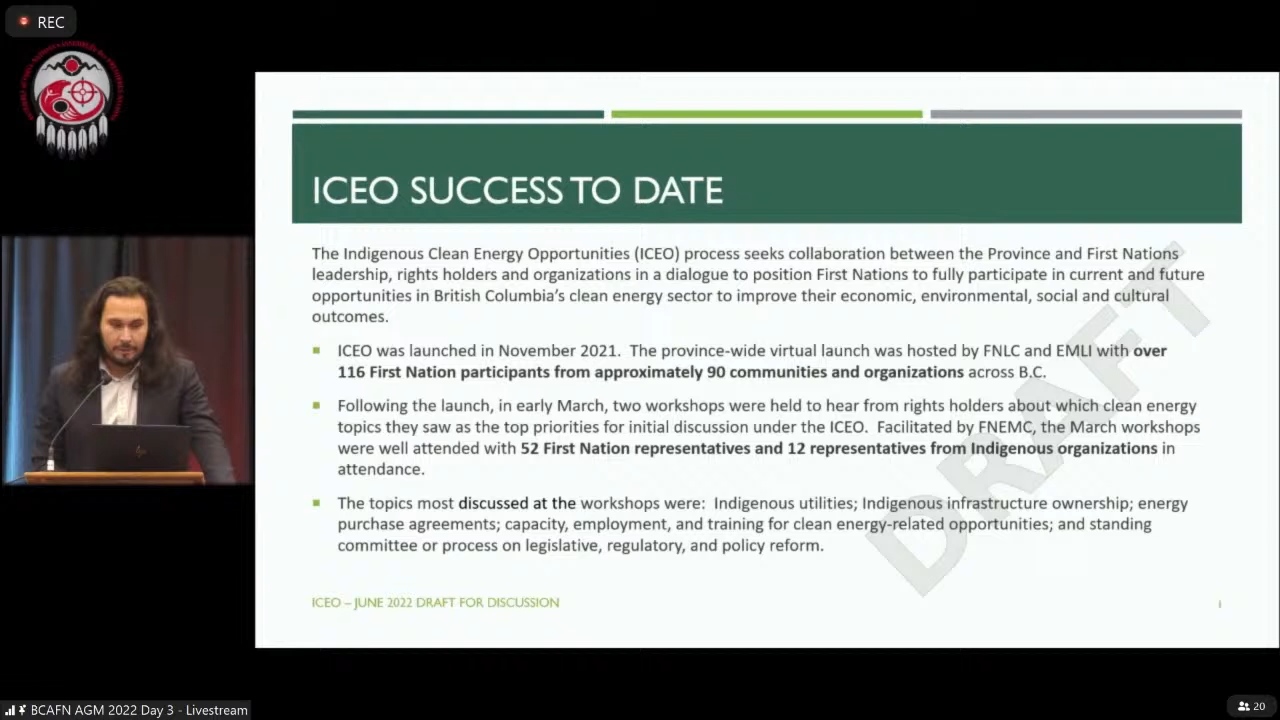 REC
ICEO SUCCESS TO DATE
The Indigenous Clean Energy Opportunities (ICEO) process seeks collaboration between the Province and First Nations
leadership, rights holders and organizations in a dialogue to position First Nations to fully participate in current and future
opportunities in British Columbia's clean energy sector to improve their economic, environmental, social and cultural
outcomes.
▪ ICEO was launched in November 2021. The province-wide virtual launch was hosted by FNLC and EMLI with over
116 First Nation participants from approximately 90 communities and organizations across B.C.
▪ Following the launch, in early March, two workshops were held to hear from rights holders about which clean energy
topics they saw as the top priorities for initial discussion under the ICEO. Facilitated by FNEMC, the March workshops
were well attended with 52 First Nation representatives and 12 representatives from Indigenous organizations in
attendance.
▪ The topics most discussed at the workshops were: Indigenous utilities; Indigenous infrastructure ownership; energy
purchase agreements; capacity, employment, and training for clean energy-related opportunities; and standing
committee or process on legislative, regulatory, and policy reform.
DRAFT
ICEO – JUNE 2022 DRAFT FOR DISCUSSION
1
BCAFN AGM 2022 Day 3 - Livestream
20